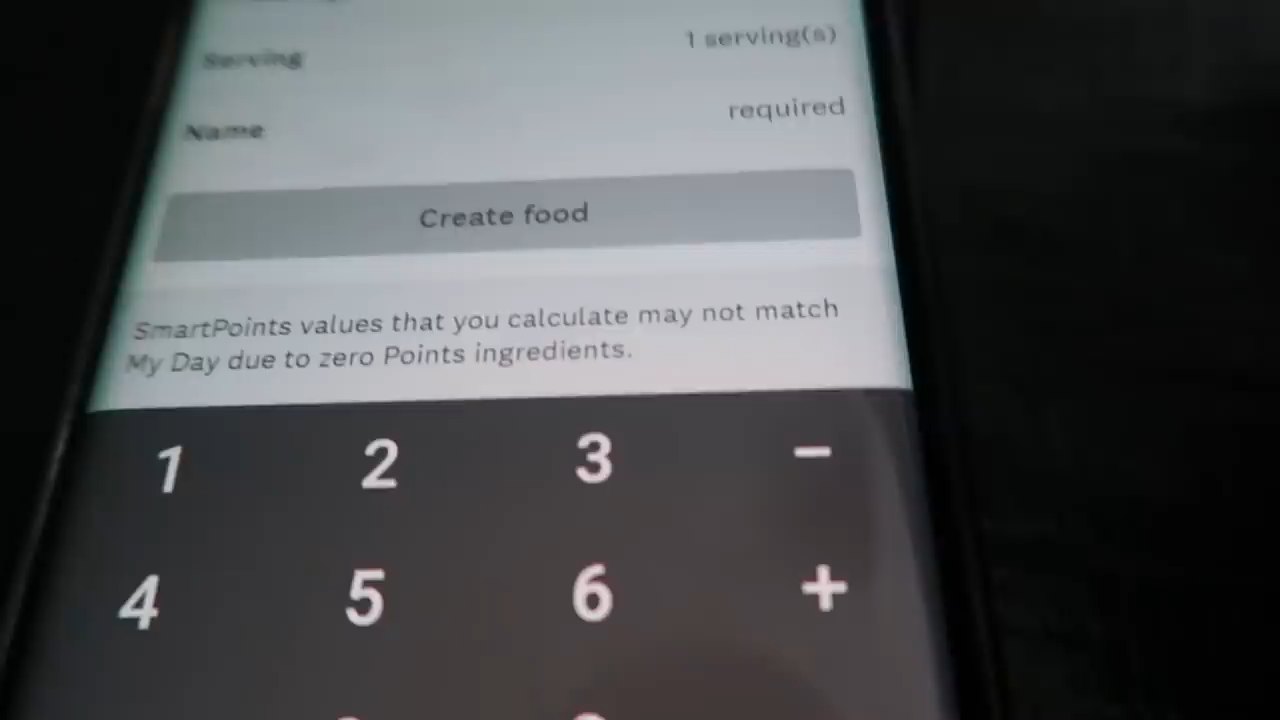 Serving 1 serving(s)
Name required
Create food
SmartPoints values that you calculate may not match
My Day due to zero Points ingredients.
1 2 3 -
4 5 6 +